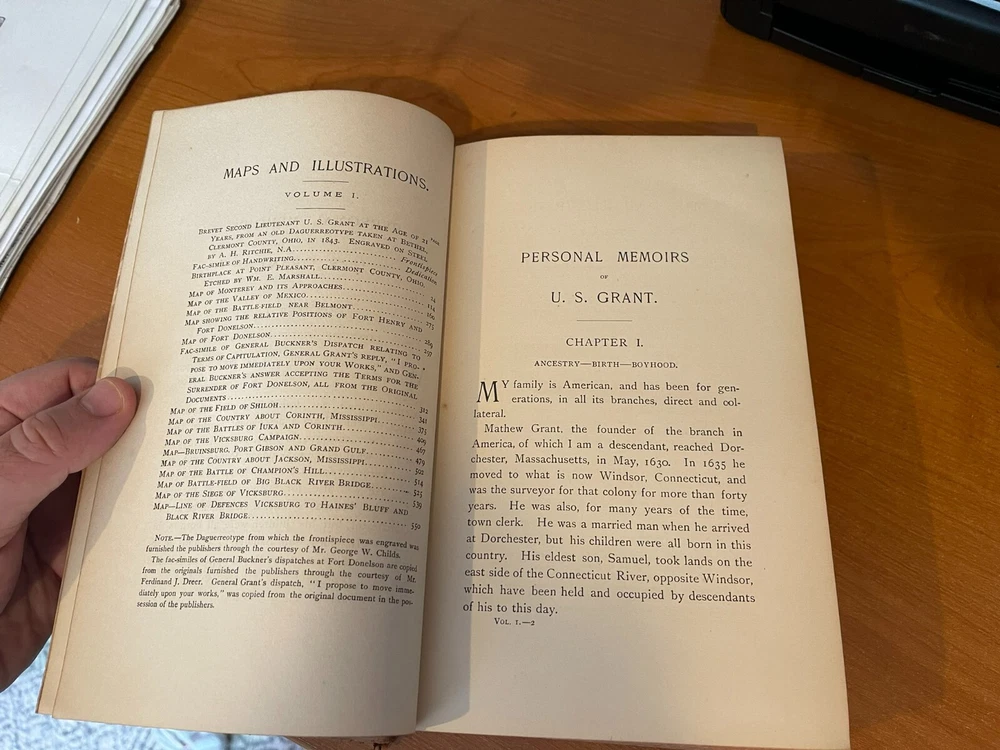 MAPS AND ILLUSTRATIONS.
VOLUME I.
PAGE
BREVET SECOND LIEUTENANT U. S. GRANT AT THE AGE OF 21
YEARS, FROM AN OLD DAGUERREOTYPE TAKEN AT BETHEL,
CLERMONT COUNTY, OHIO, IN 1843. ENGRAVED ON STEEL
BY A. H. RITCHIE, N.A. Frontispiece
FAC-SIMILE OF HANDWRITING. Dedication
BIRTHPLACE AT POINT PLEASANT, CLERMONT COUNTY, OHIO.
ETCHED BY WM. E. MARSHALL. 24
MAP OF MONTEREY AND ITS APPROACHES. 114
MAP OF THE VALLEY OF MEXICO. 166
MAP OF THE BATTLE-FIELD NEAR BELMONT. 275
MAP SHOWING THE RELATIVE POSITIONS OF FORT HENRY AND
FORT DONELSON. 289
MAP OF FORT DONELSON. 297
FAC-SIMILE OF GENERAL BUCKNER'S DISPATCH RELATING TO
TERMS OF CAPITULATION, GENERAL GRANT'S REPLY, "I PRO-
POSE TO MOVE IMMEDIATELY UPON YOUR WORKS," AND GEN-
ERAL BUCKNER'S ANSWER ACCEPTING THE TERMS FOR THE
SURRENDER OF FORT DONELSON, ALL FROM THE ORIGINAL
DOCUMENTS 312
MAP OF THE FIELD OF SHILOH. 341
MAP OF THE COUNTRY ABOUT CORINTH, MISSISSIPPI. 375
MAP OF THE BATTLES OF IUKA AND CORINTH. 409
MAP OF THE VICKSBURG CAMPAIGN. 467
MAP—BRUINSBURG, PORT GIBSON AND GRAND GULF. 479
MAP OF THE COUNTRY ABOUT JACKSON, MISSISSIPPI. 502
MAP OF THE BATTLE OF CHAMPION'S HILL. 514
MAP OF BATTLE-FIELD OF BIG BLACK RIVER BRIDGE. 525
MAP OF THE SIEGE OF VICKSBURG. 539
MAP—LINE OF DEFENCES VICKSBURG TO HAINES' BLUFF AND
BLACK RIVER BRIDGE. 550
NOTE.—The Daguerreotype from which the frontispiece was engraved was
furnished the publishers through the courtesy of Mr. George W. Childs.
The fac-similes of General Buckner's dispatches at Fort Donelson are copied
from the originals furnished the publishers through the courtesy of Mr.
Ferdinand J. Dreer. General Grant's dispatch, "I propose to move imme-
diately upon your works," was copied from the original document in the pos-
session of the publishers.
PERSONAL MEMOIRS
OF
U. S. GRANT.
CHAPTER I.
ANCESTRY—BIRTH—BOYHOOD.
MY family is American, and has been for gen-
erations, in all its branches, direct and col-
lateral.
Mathew Grant, the founder of the branch in
America, of which I am a descendant, reached Dor-
chester, Massachusetts, in May, 1630. In 1635 he
moved to what is now Windsor, Connecticut, and
was the surveyor for that colony for more than forty
years. He was also, for many years of the time,
town clerk. He was a married man when he arrived
at Dorchester, but his children were all born in this
country. His eldest son, Samuel, took lands on the
east side of the Connecticut River, opposite Windsor,
which have been held and occupied by descendants
of his to this day.
VOL. I.—2